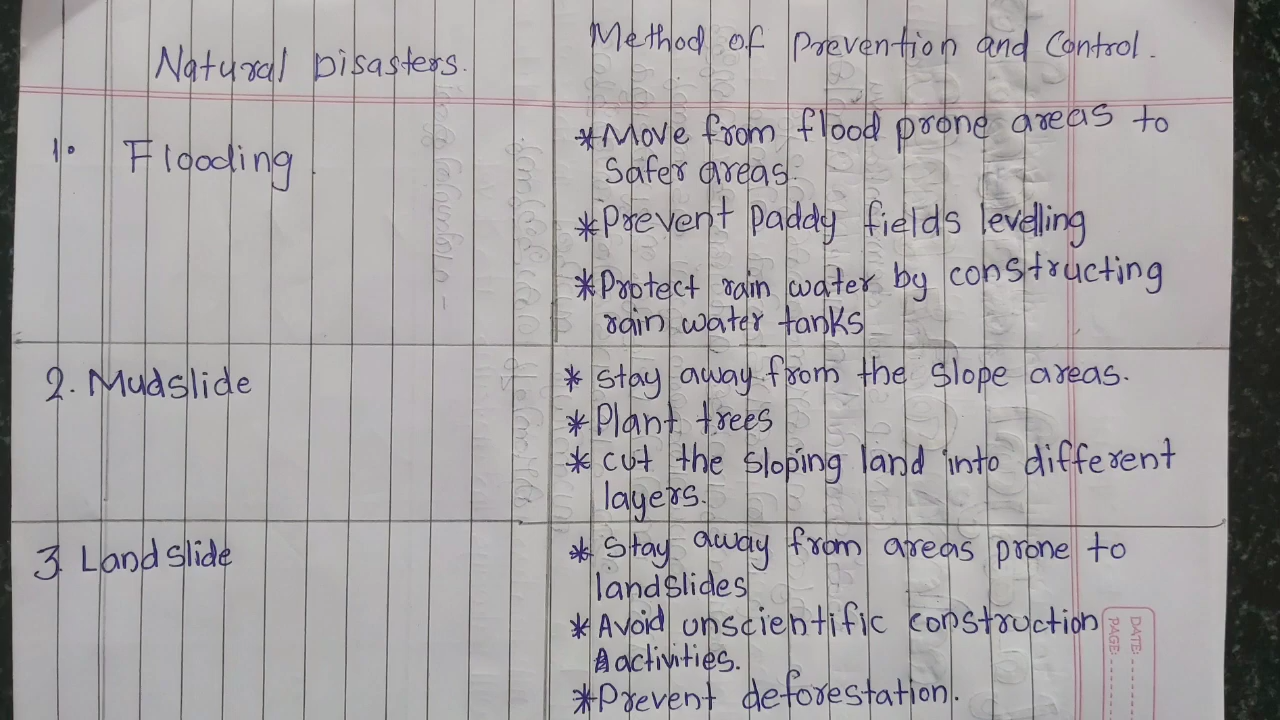 Natural Disasters.
Method of Prevention and Control.
1. Flooding
*Move from flood prone areas to
Safer areas.
*Prevent Paddy fields levelling
*Protect rain water by constructing
rain water tanks
2. Mudslide
* stay away from the slope areas.
*Plant trees
* cut the sloping land into different
layers.
3. Landslide
* Stay away from areas prone to
landslides
*Avoid unscientific construction
activities.
*Prevent deforestation.
DATE:
PAGE: